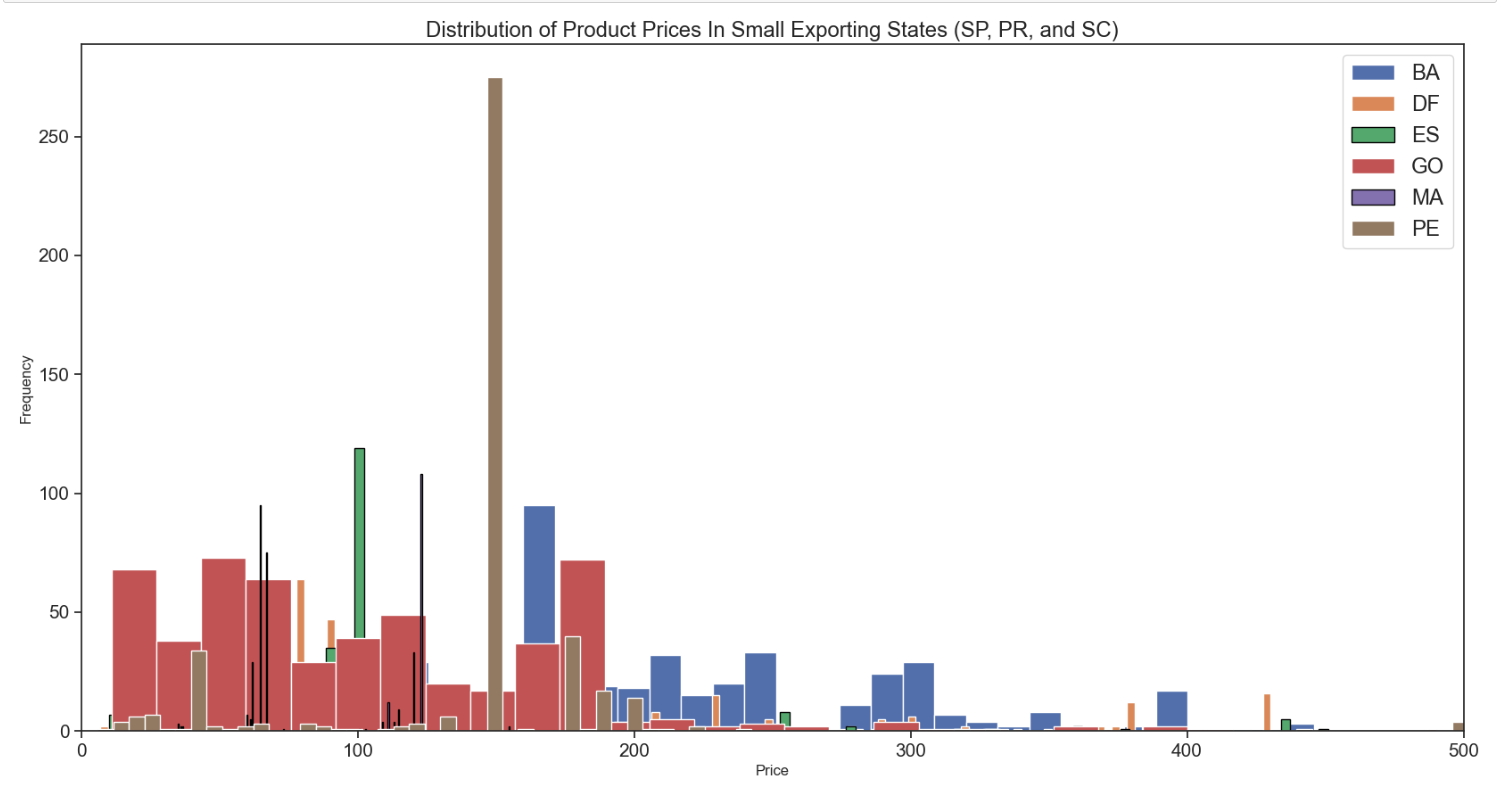 Distribution of Product Prices In Small Exporting States (SP, PR, and SC)
BA
DF
ES
GO
MA
PE
250
200
150
100
50
0
Frequency
0 100 200 300 400 500
Price